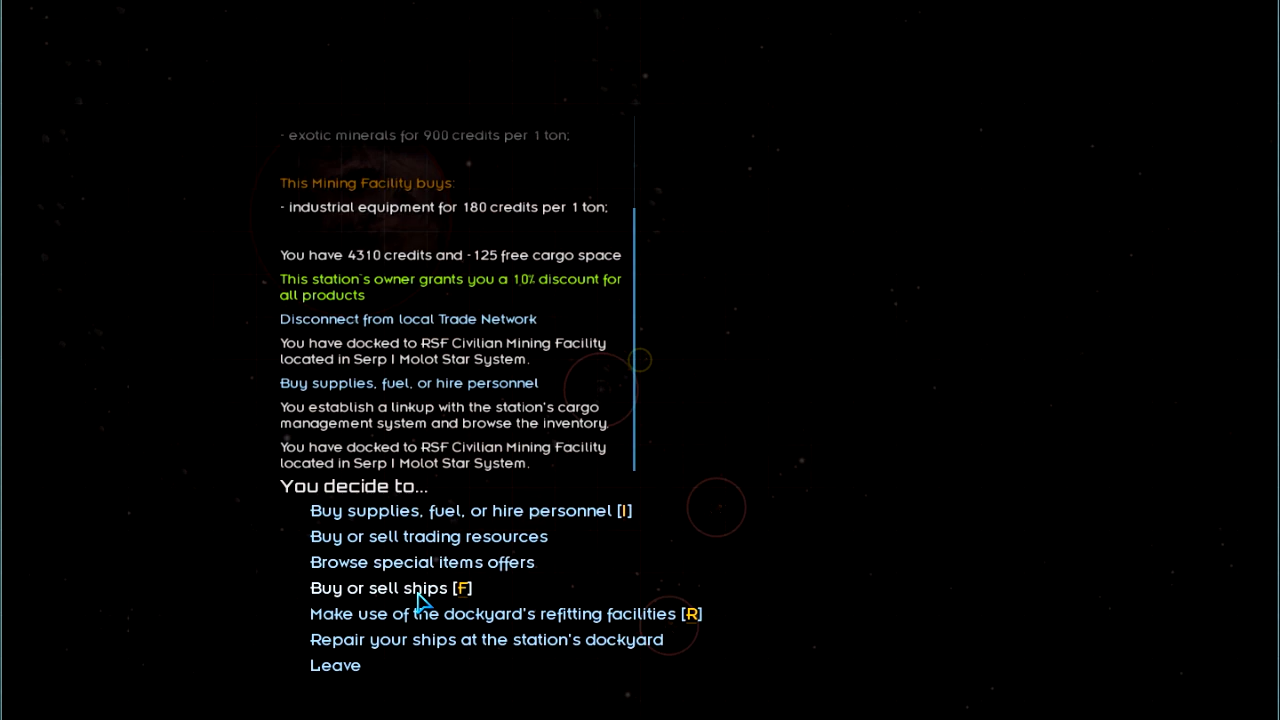 - exotic minerals for 900 credits per 1 ton;
This Mining Facility buys:
- industrial equipment for 180 credits per 1 ton;
You have 4310 credits and -125 free cargo space
This station`s owner grants you a 10% discount for
all products
Disconnect from local Trade Network
You have docked to RSF Civilian Mining Facility
located in Serp I Molot Star System.
Buy supplies, fuel, or hire personnel
You establish a linkup with the station's cargo
management system and browse the inventory.
You have docked to RSF Civilian Mining Facility
located in Serp I Molot Star System.
You decide to...
Buy supplies, fuel, or hire personnel [I]
Buy or sell trading resources
Browse special items offers
Buy or sell ships [F]
Make use of the dockyard's refitting facilities [R]
Repair your ships at the station's dockyard
Leave